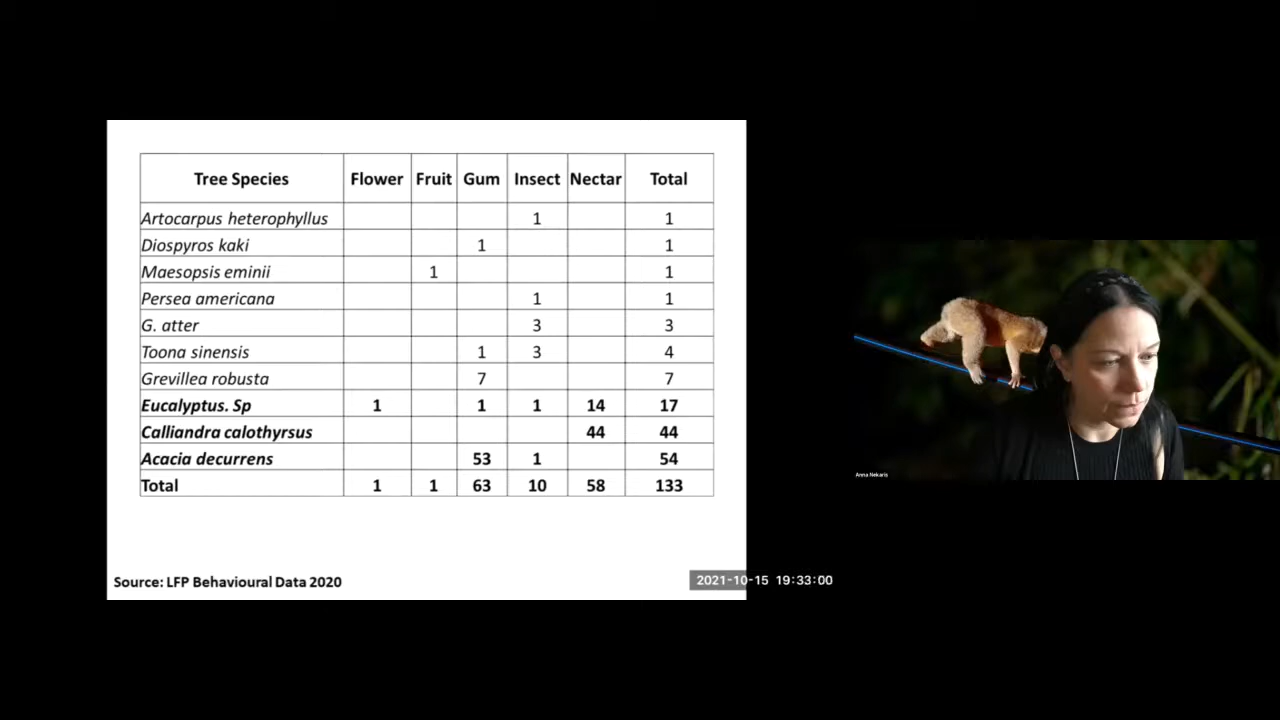 Tree Species Flower Fruit Gum Insect Nectar Total
Artocarpus heterophyllus 1 1
Diospyros kaki 1 1
Maesopsis eminii 1 1
Persea americana 1 1
G. atter 3 3
Toona sinensis 1 3 4
Grevillea robusta 7 7
Eucalyptus. Sp 1 1 1 14 17
Calliandra calothyrsus 44 44
Acacia decurrens 53 1 54
Total 1 1 63 10 58 133
Anna Nekaris
Source: LFP Behavioural Data 2020
2021-10-15 19:33:00